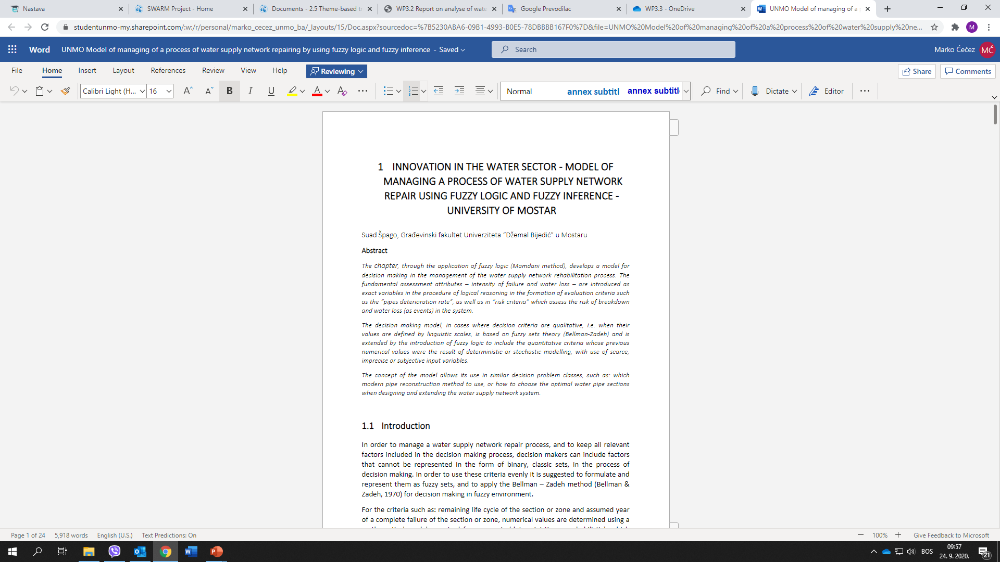 Nastava
SWARM Project - Home
Documents - 2.5 Theme-based tr
WP3.2 Report on analyse of wate
Google Prevodilac
WP3.3 - OneDrive
UNMO Model of managing of a p
studentunmo-my.sharepoint.com/:w:/r/personal/marko_cecez_unmo_ba/_layouts/15/Doc.aspx?sourcedoc=%7B5230ABA6-09B1-4993-B0E5-78DBBBB167F0%7D&file=UNMO%20Model%20of%20managing%20of%20a%20process%20of%20water%20supply%20ne...
M
Word
UNMO Model of managing of a process of water supply network repairing by using fuzzy logic and fuzzy inference - Saved
Search
Marko Ćećez
MĆ
File
Home
Insert
Layout
References
Review
View
Help
Reviewing
Share
Comments
Calibri Light (H...
16
A
A
B
I
U
A
A
Normal
annex subtitl
annex subtitl
Find
Dictate
Editor
1 INNOVATION IN THE WATER SECTOR - MODEL OF
MANAGING A PROCESS OF WATER SUPPLY NETWORK
REPAIR USING FUZZY LOGIC AND FUZZY INFERENCE -
UNIVERSITY OF MOSTAR
Suad Špago, Građevinski fakultet Univerziteta “Džemal Bijedić” u Mostaru
Abstract
The chapter, through the application of fuzzy logic (Mamdani method), develops a model for
decision making in the management of the water supply network rehabilitation process. The
fundamental assessment attributes – intensity of failure and water loss – are introduced as
exact variables in the procedure of logical reasoning in the formation of evaluation criteria such
as the “pipes deterioration rate”, as well as in “risk criteria” which assess the risk of breakdown
and water loss (as events) in the system.
The decision making model, in cases where decision criteria are qualitative, i.e. when their
values are defined by linguistic scales, is based on fuzzy sets theory (Bellman-Zadeh) and is
extended by the introduction of fuzzy logic to include the quantitative criteria whose previous
numerical values were the result of deterministic or stochastic modelling, with use of scarce,
imprecise or subjective input variables.
The concept of the model allows its use in similar decision problem classes, such as: which
modern pipe reconstruction method to use, or how to choose the optimal water pipe sections
when designing and extending the water supply network system.
1.1 Introduction
In order to manage a water supply network repair process, and to keep all relevant
factors included in the decision making process, decision makers can include factors
that cannot be represented in the form of binary, classic sets, in the process of
decision making. In order to use these criteria evenly it is suggested to formulate and
represent them as fuzzy sets, and to apply the Bellman – Zadeh method (Bellman &
Zadeh, 1970) for decision making in fuzzy environment.
For the criteria such as: remaining life cycle of the section or zone and assumed year
of a complete failure of the section or zone, numerical values are determined using a
Page 1 of 24
5,918 words
English (U.S.)
Text Predictions: On
100%
Give Feedback to Microsoft
BOS
09:57
24. 9. 2020.
21